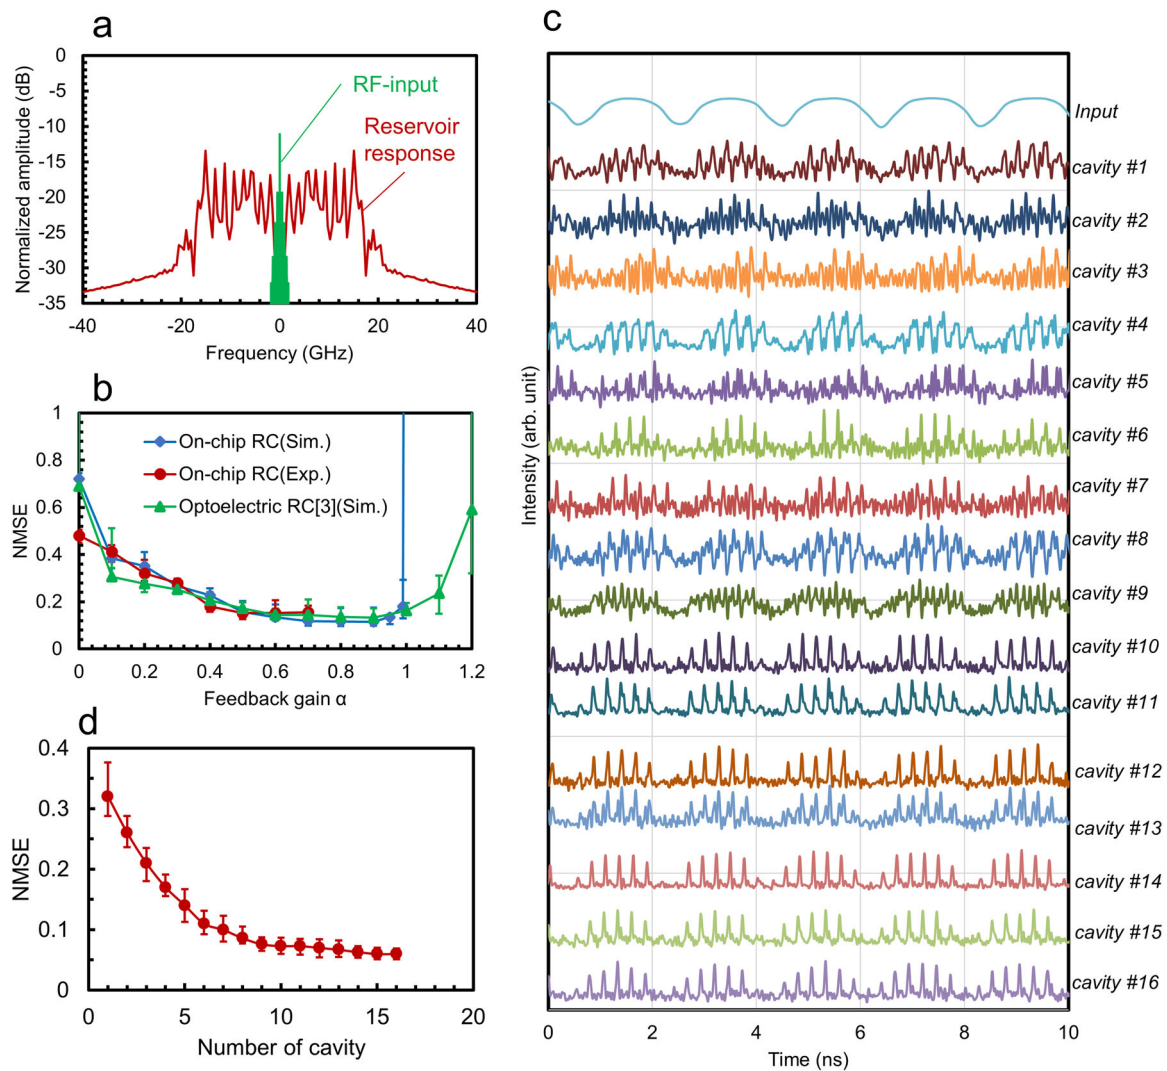 a
Normalized amplitude (dB)
0
-5
-10
-15
-20
-25
-30
-35
-40
-20
0
20
40
Frequency (GHz)
RF-input
Reservoir
response
b
NMSE
1
0.8
0.6
0.4
0.2
0
0
0.2
0.4
0.6
0.8
1
1.2
Feedback gain α
On-chip RC(Sim.)
On-chip RC(Exp.)
Optoelectric RC[3](Sim.)
d
NMSE
0.4
0.3
0.2
0.1
0
0
5
10
15
20
Number of cavity
c
Intensity (arb. unit)
Input
cavity #1
cavity #2
cavity #3
cavity #4
cavity #5
cavity #6
cavity #7
cavity #8
cavity #9
cavity #10
cavity #11
cavity #12
cavity #13
cavity #14
cavity #15
cavity #16
0
2
4
6
8
10
Time (ns)